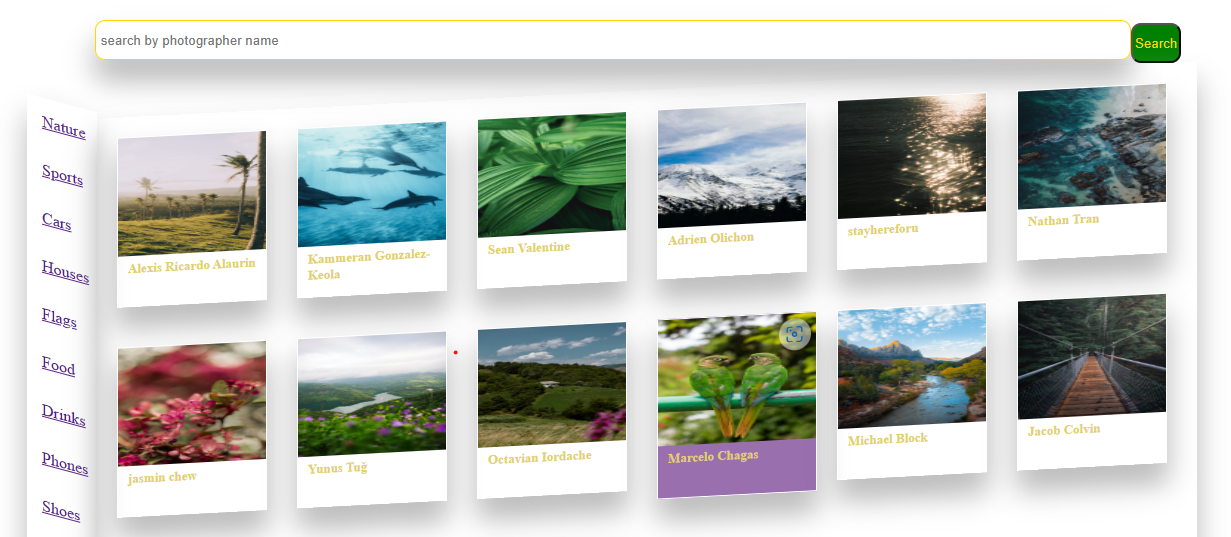 search by photographer name
Search
Nature
Sports
Cars
Houses
Flags
Food
Drinks
Phones
Shoes
Alexis Ricardo Alaurin
Kammeran Gonzalez-
Keola
Sean Valentine
Adrien Olichon
stayhereforu
Nathan Tran
jasmin chew
Yunus Tuğ
Octavian Iordache
Marcelo Chagas
Michael Block
Jacob Colvin